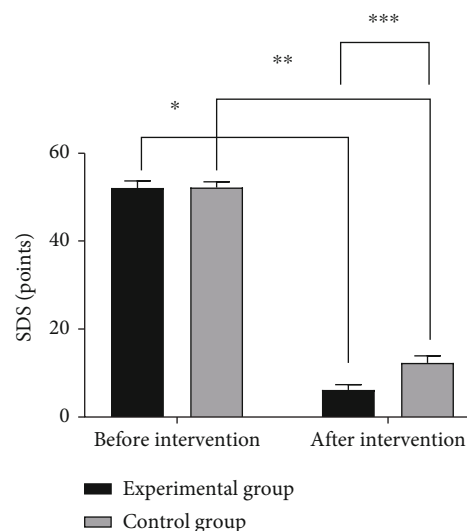 ***
**
*
60
40
20
0
SDS (points)
Before intervention
After intervention
Experimental group
Control group